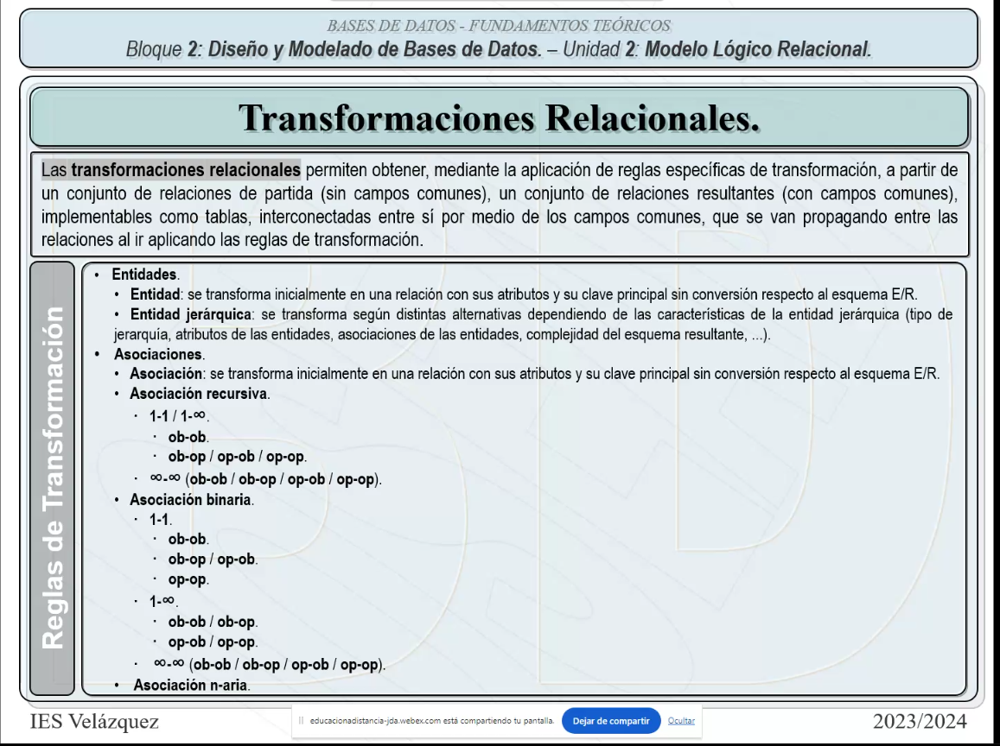 BASES DE DATOS - FUNDAMENTOS TEÓRICOS
Bloque 2: Diseño y Modelado de Bases de Datos. – Unidad 2: Modelo Lógico Relacional.
Transformaciones Relacionales.
Las transformaciones relacionales permiten obtener, mediante la aplicación de reglas específicas de transformación, a partir de
un conjunto de relaciones de partida (sin campos comunes), un conjunto de relaciones resultantes (con campos comunes),
implementables como tablas, interconectadas entre sí por medio de los campos comunes, que se van propagando entre las
relaciones al ir aplicando las reglas de transformación.
Reglas de Transformación
• Entidades.
• Entidad: se transforma inicialmente en una relación con sus atributos y su clave principal sin conversión respecto al esquema E/R.
• Entidad jerárquica: se transforma según distintas alternativas dependiendo de las características de la entidad jerárquica (tipo de
jerarquía, atributos de las entidades, asociaciones de las entidades, complejidad del esquema resultante, ...).
• Asociaciones.
• Asociación: se transforma inicialmente en una relación con sus atributos y su clave principal sin conversión respecto al esquema E/R.
• Asociación recursiva.
· 1-1 / 1-∞.
· ob-ob.
· ob-op / op-ob / op-op.
· ∞-∞ (ob-ob / ob-op / op-ob / op-op).
• Asociación binaria.
· 1-1.
· ob-ob.
· ob-op / op-ob.
· op-op.
· 1-∞.
· ob-ob / ob-op.
· op-ob / op-op.
· ∞-∞ (ob-ob / ob-op / op-ob / op-op).
• Asociación n-aria.
IES Velázquez
educacionadistancia-jda.webex.com está compartiendo tu pantalla.
Dejar de compartir
Ocultar
2023/2024